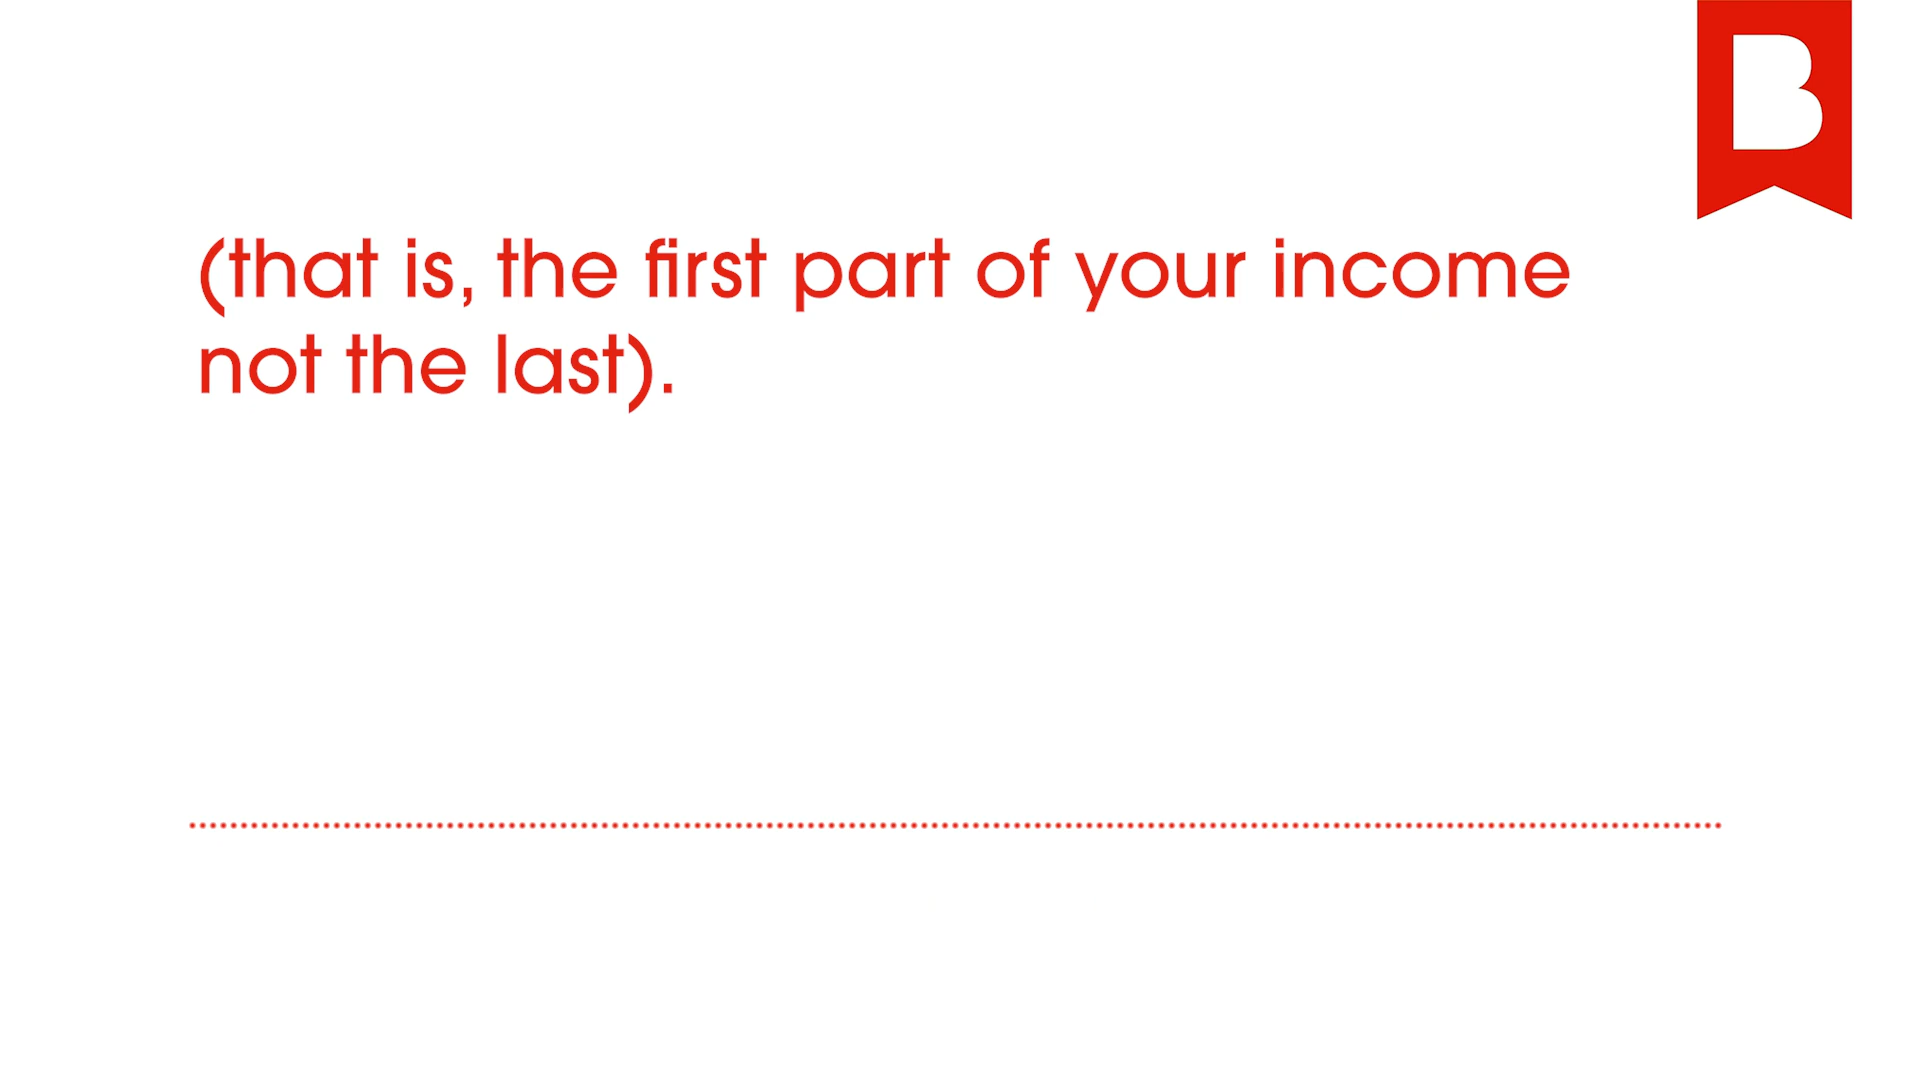 B
(that is, the first part of your income
not the last).